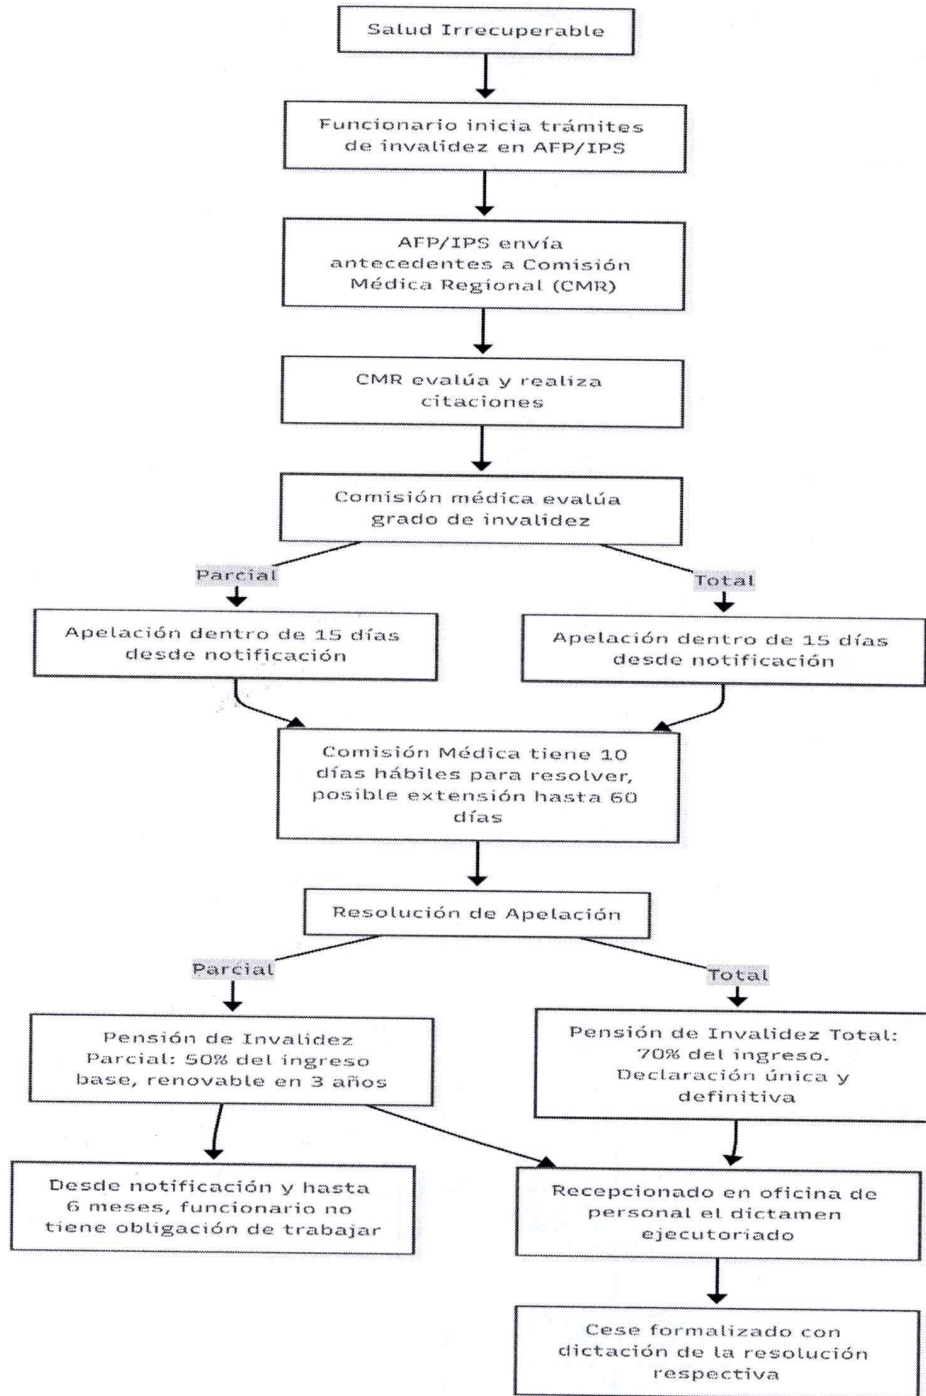 Salud Irrecuperable
Funcionario inicia trámites
de invalidez en AFP/IPS
AFP/IPS envía
antecedentes a Comisión
Médica Regional (CMR)
CMR evalúa y realiza
citaciones
Comisión médica evalúa
grado de invalidez
Parcial
Total
Apelación dentro de 15 días
desde notificación
Apelación dentro de 15 días
desde notificación
Comisión Médica tiene 10
días hábiles para resolver,
posible extensión hasta 60
días
Resolución de Apelación
Parcial
Total
Pensión de Invalidez
Parcial: 50% del ingreso
base, renovable en 3 años
Pensión de Invalidez Total:
70% del ingreso.
Declaración única y
definitiva
Desde notificación y hasta
6 meses, funcionario no
tiene obligación de trabajar
Recepcionado en oficina de
personal el dictamen
ejecutoriado
Cese formalizado con
dictación de la resolución
respectiva